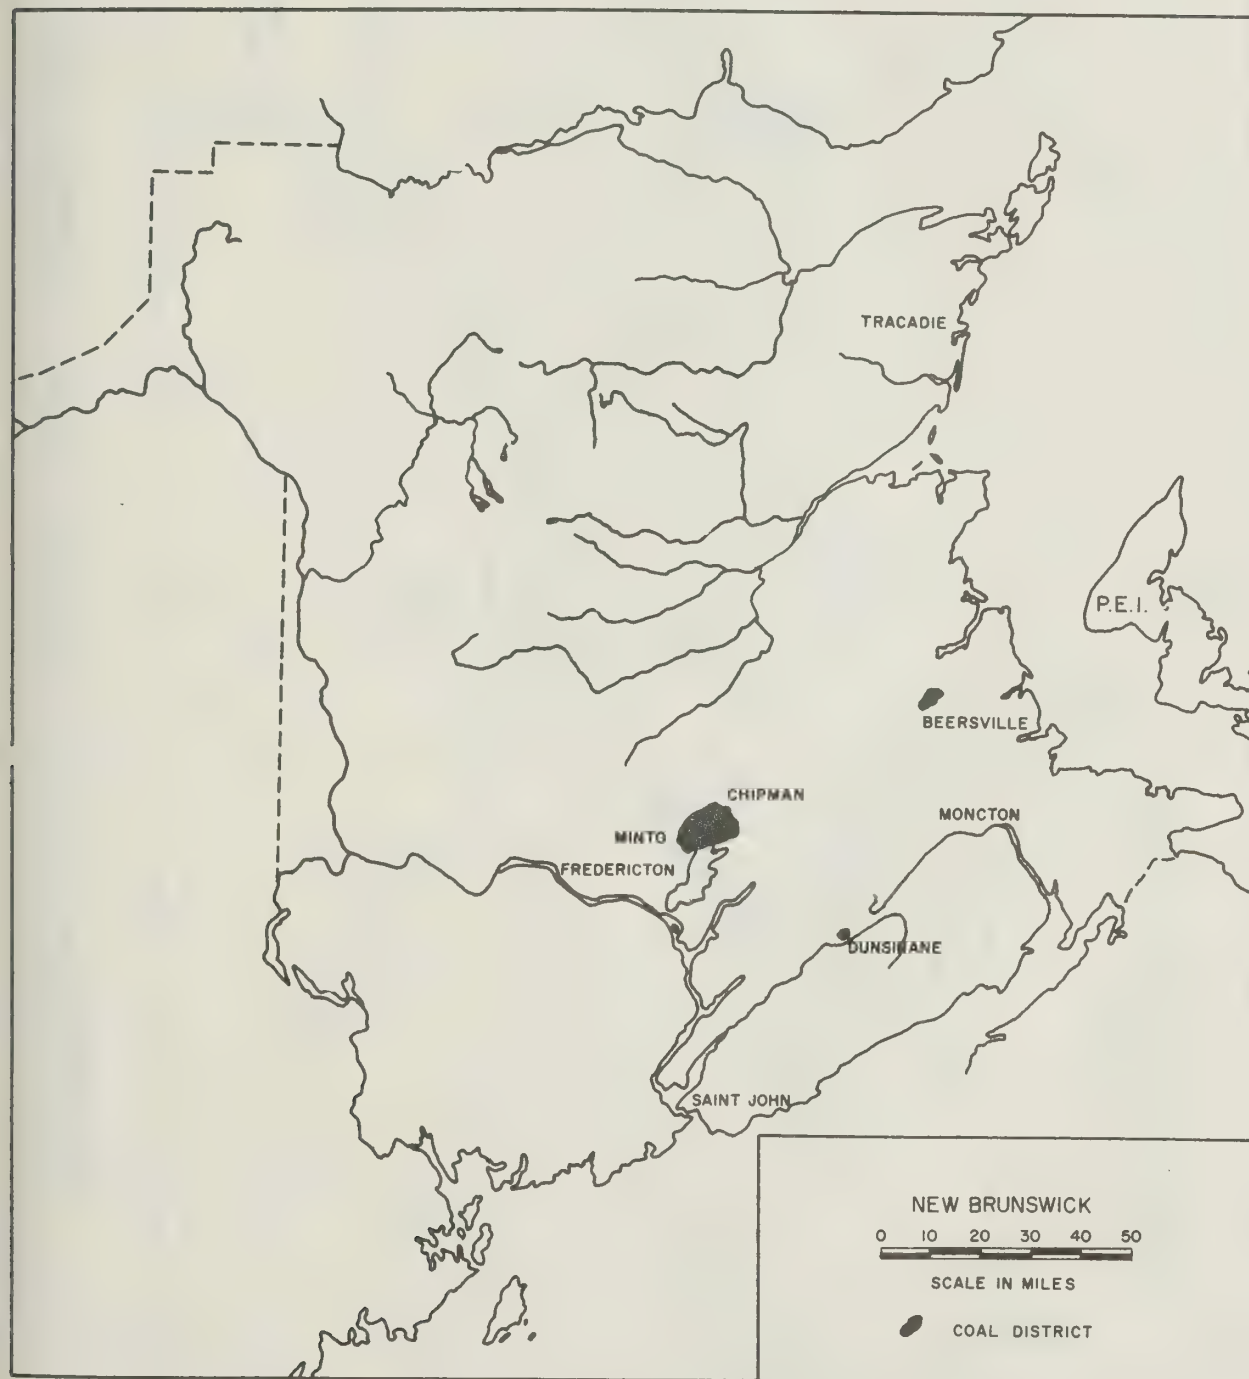 TRACADIE
P.E.I.
BEERSVILLE
CHIPMAN
MINTO
MONCTON
FREDERICTON
DUNSINANE
SAINT JOHN
NEW BRUNSWICK
0 10 20 30 40 50
SCALE IN MILES
COAL DISTRICT